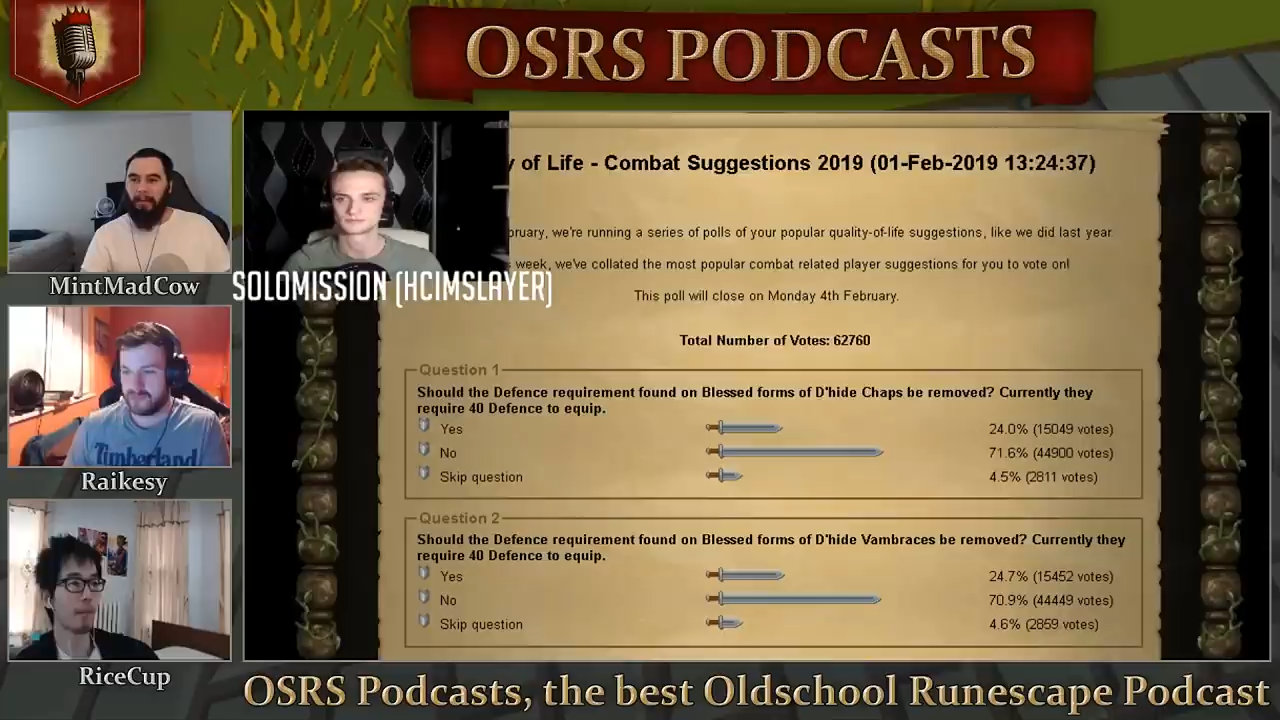 OSRS PODCASTS
MintMadCow
SOLOMISSION (HCIMSLAYER)
Raikesy
Timberland
RiceCup
y of Life - Combat Suggestions 2019 (01-Feb-2019 13:24:37)
bruary, we're running a series of polls of your popular quality-of-life suggestions, like we did last year.
week, we've collated the most popular combat related player suggestions for you to vote on!
This poll will close on Monday 4th February.
Total Number of Votes: 62760
Question 1
Should the Defence requirement found on Blessed forms of D'hide Chaps be removed? Currently they
require 40 Defence to equip.
Yes 24.0% (15049 votes)
No 71.6% (44900 votes)
Skip question 4.5% (2811 votes)
Question 2
Should the Defence requirement found on Blessed forms of D'hide Vambraces be removed? Currently they
require 40 Defence to equip.
Yes 24.7% (15452 votes)
No 70.9% (44449 votes)
Skip question 4.6% (2859 votes)
OSRS Podcasts, the best Oldschool Runescape Podcast